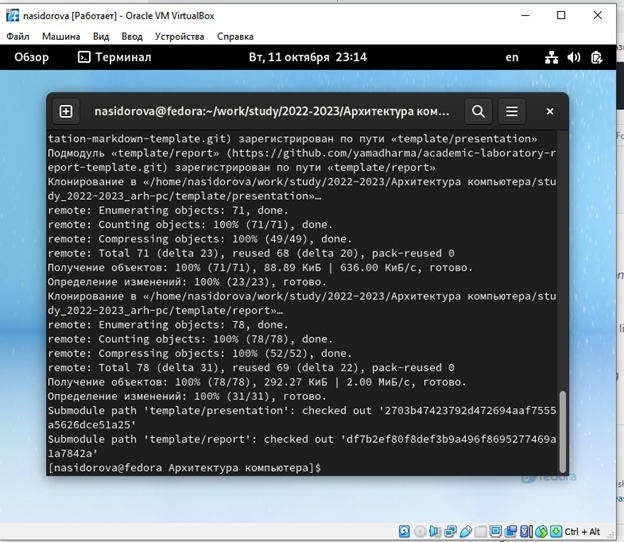 nasidorova [Работает] - Oracle VM VirtualBox
Файл Машина Вид Ввод Устройства Справка
Обзор Терминал Вт, 11 октября 23:14 en
nasidorova@fedora:~/work/study/2022-2023/Архитектура ком...
tation-markdown-template.git) зарегистрирован по пути «template/presentation»
Подмодуль «template/report» (https://github.com/yamadharma/academic-laboratory-r
eport-template.git) зарегистрирован по пути «template/report»
Клонирование в «/home/nasidorova/work/study/2022-2023/Архитектура компьютера/stu
dy_2022-2023_arh-pc/template/presentation»…
remote: Enumerating objects: 71, done.
remote: Counting objects: 100% (71/71), done.
remote: Compressing objects: 100% (49/49), done.
remote: Total 71 (delta 23), reused 68 (delta 20), pack-reused 0
Получение объектов: 100% (71/71), 88.89 КиБ | 636.00 КиБ/с, готово.
Определение изменений: 100% (23/23), готово.
Клонирование в «/home/nasidorova/work/study/2022-2023/Архитектура компьютера/stu
dy_2022-2023_arh-pc/template/report»…
remote: Enumerating objects: 78, done.
remote: Counting objects: 100% (78/78), done.
remote: Compressing objects: 100% (52/52), done.
remote: Total 78 (delta 31), reused 69 (delta 22), pack-reused 0
Получение объектов: 100% (78/78), 292.27 КиБ | 2.00 МиБ/с, готово.
Определение изменений: 100% (31/31), готово.
Submodule path 'template/presentation': checked out '2703b47423792d472694aaf7555
a5626dce51a25'
Submodule path 'template/report': checked out 'df7b2ef80f8def3b9a496f8695277469a
1a7842a'
[nasidorova@fedora Архитектура компьютера]$
fedora
Ctrl + Alt